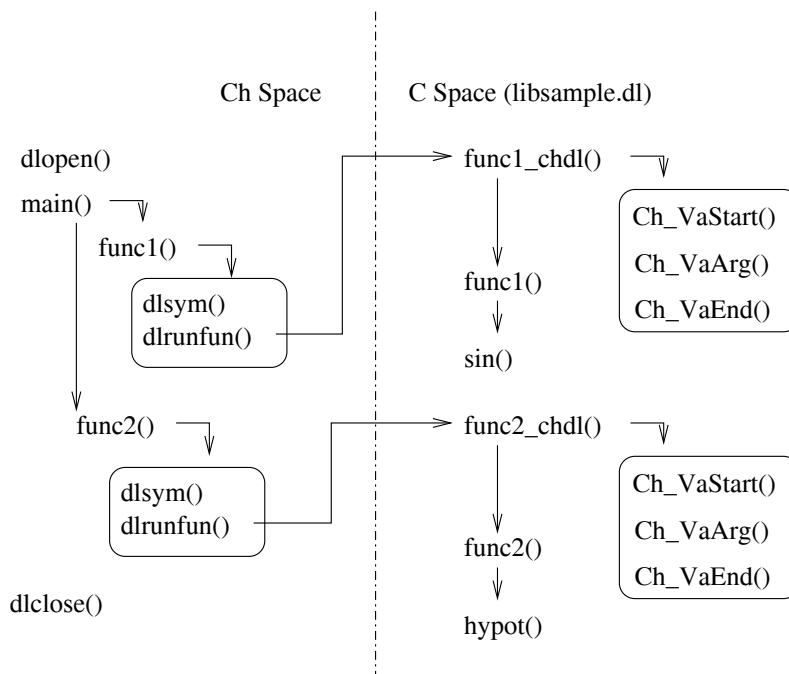 Ch Space
C Space (libsample.dl)
dlopen()
main()
func1()
dlsym()
dlrunfun()
func2()
dlsym()
dlrunfun()
dlclose()
func1_chdl()
Ch_VaStart()
Ch_VaArg()
Ch_VaEnd()
func1()
sin()
func2_chdl()
Ch_VaStart()
Ch_VaArg()
Ch_VaEnd()
func2()
hypot()